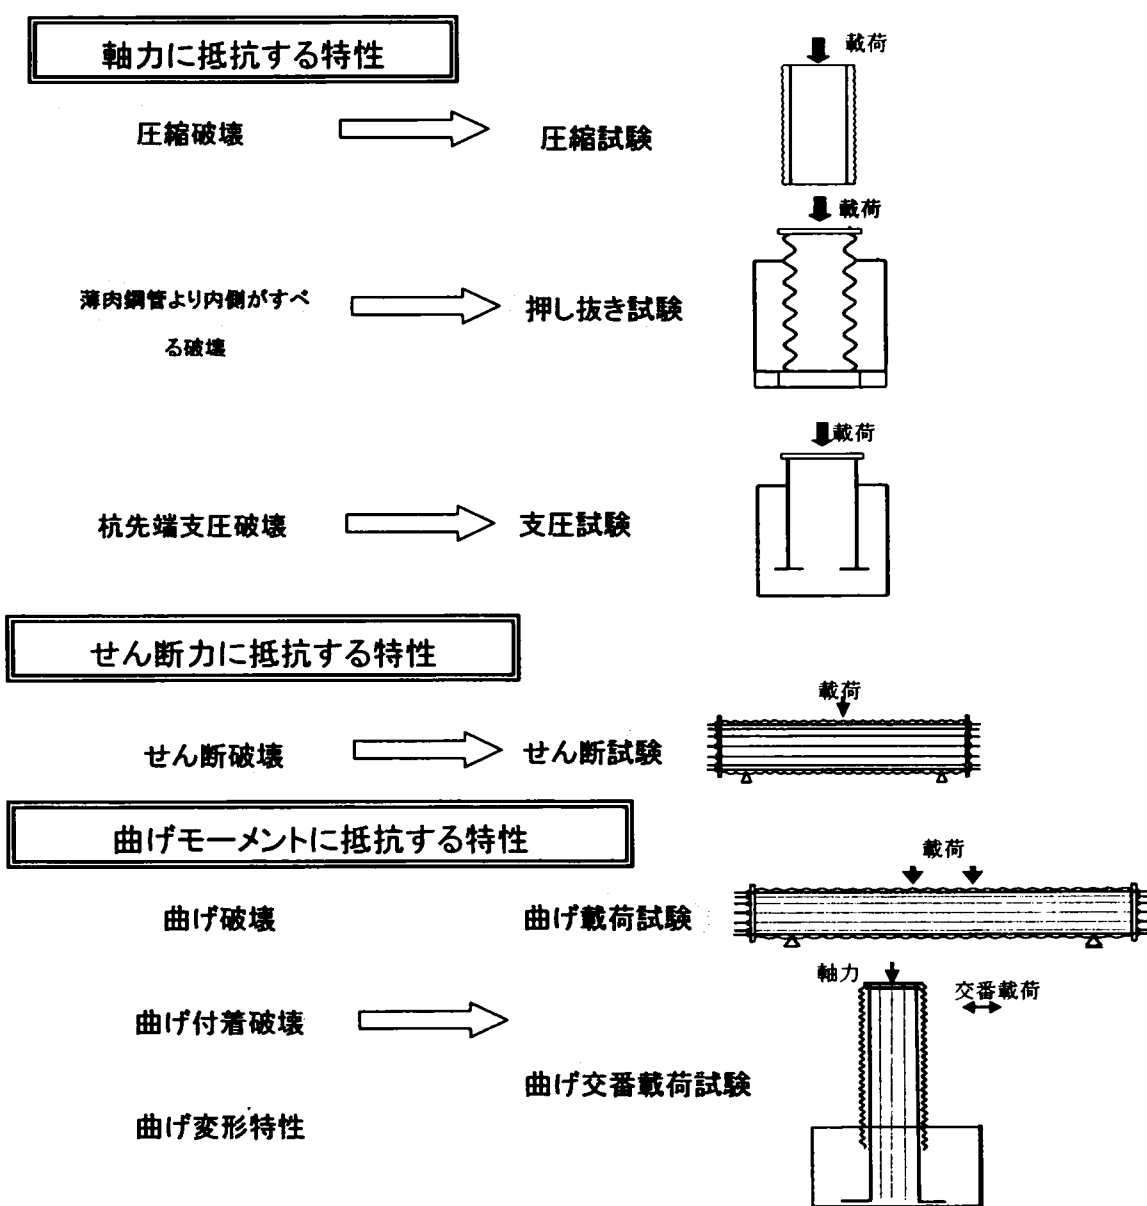 軸力に抵抗する特性
載荷
圧縮破壊
圧縮試験
載荷
薄肉鋼管より内側がすべ
る破壊
押し抜き試験
載荷
杭先端支圧破壊
支圧試験
せん断力に抵抗する特性
載荷
せん断破壊
せん断試験
曲げモーメントに抵抗する特性
載荷
曲げ破壊
曲げ載荷試験
軸力
交番載荷
曲げ付着破壊
曲げ交番載荷試験
曲げ変形特性